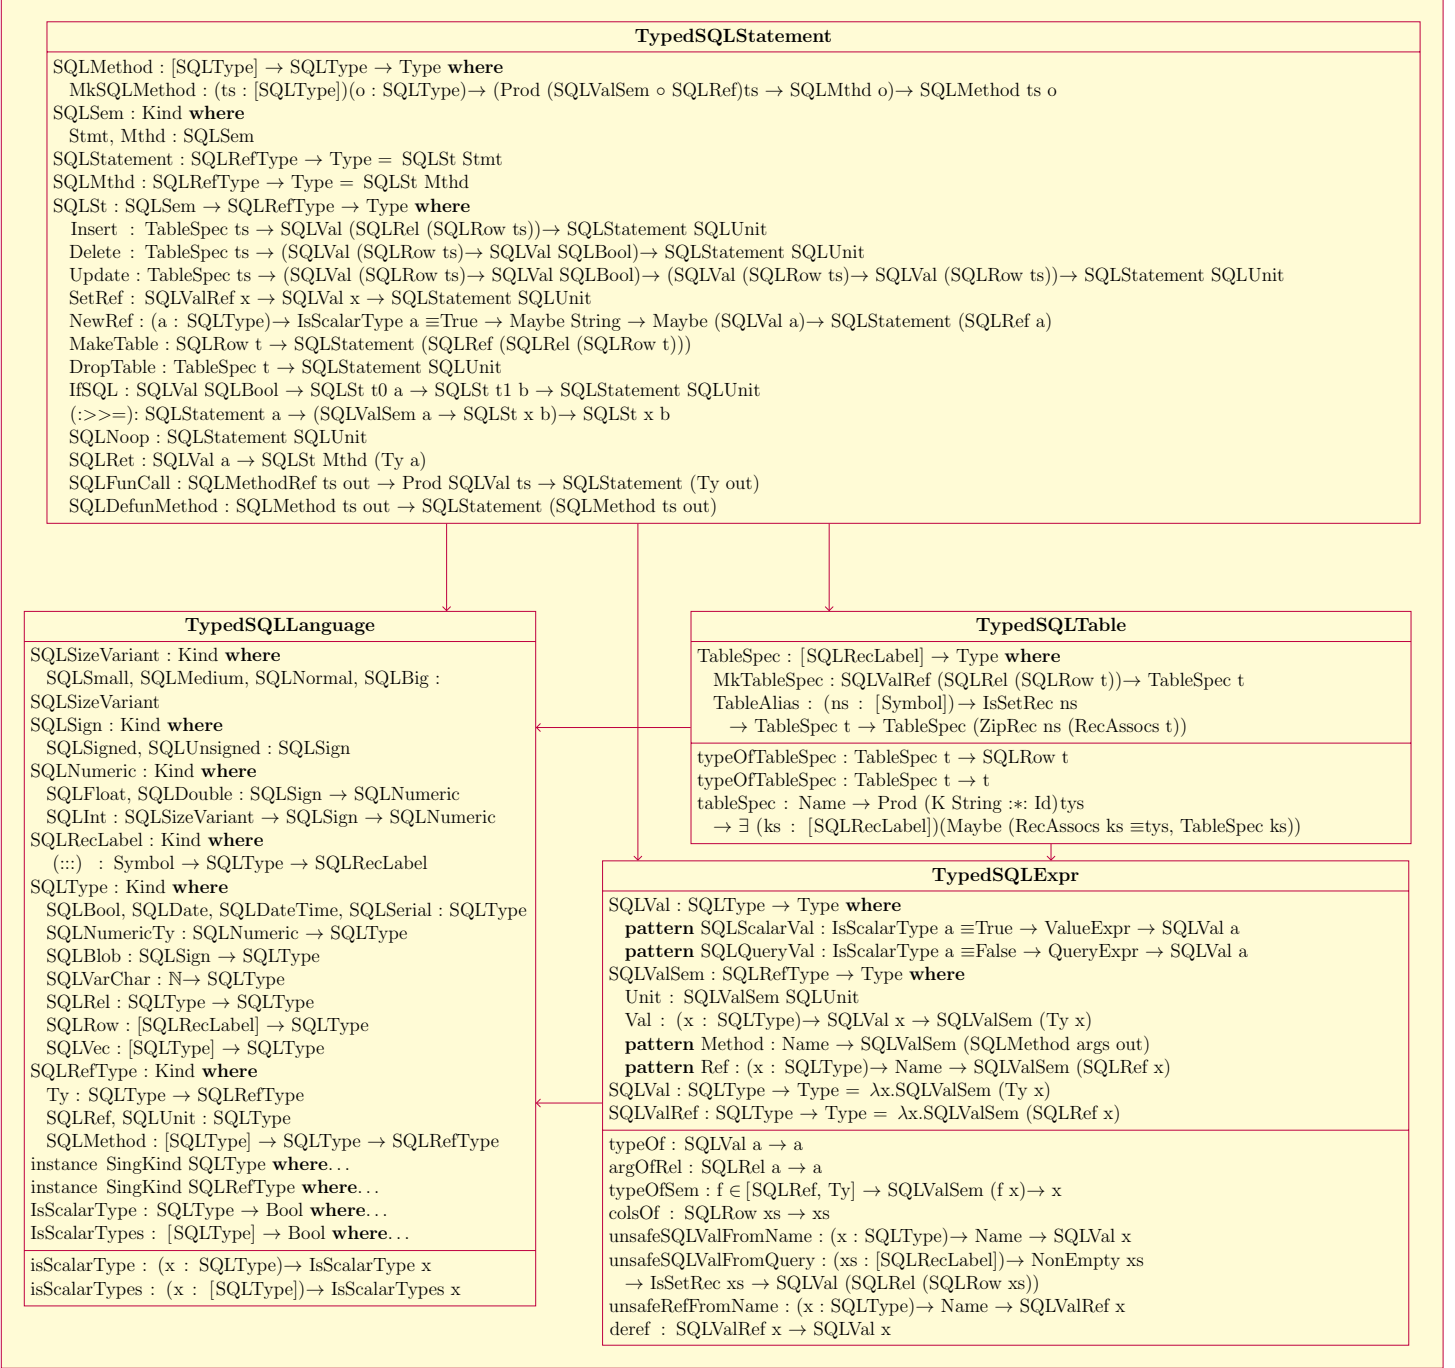 TypedSQLStatement
SQLMethod : [SQLType] → SQLType → Type where
MkSQLMethod : (ts : [SQLType])(o : SQLType)→ (Prod (SQLValSem ∘ SQLRef)ts → SQLMthd o)→ SQLMethod ts o
SQLSem : Kind where
Stmt, Mthd : SQLSem
SQLStatement : SQLRefType → Type = SQLSt Stmt
SQLMthd : SQLRefType → Type = SQLSt Mthd
SQLSt : SQLSem → SQLRefType → Type where
Insert : TableSpec ts → SQLVal (SQLRel (SQLRow ts))→ SQLStatement SQLUnit
Delete : TableSpec ts → (SQLVal (SQLRow ts)→ SQLVal SQLBool)→ SQLStatement SQLUnit
Update : TableSpec ts → (SQLVal (SQLRow ts)→ SQLVal SQLBool)→ (SQLVal (SQLRow ts)→ SQLVal (SQLRow ts))→ SQLStatement SQLUnit
SetRef : SQLValRef x → SQLVal x → SQLStatement SQLUnit
NewRef : (a : SQLType)→ IsScalarType a ≡True → Maybe String → Maybe (SQLVal a)→ SQLStatement (SQLRef a)
MakeTable : SQLRow t → SQLStatement (SQLRef (SQLRel (SQLRow t)))
DropTable : TableSpec t → SQLStatement SQLUnit
IfSQL : SQLVal SQLBool → SQLSt t0 a → SQLSt t1 b → SQLStatement SQLUnit
(:>>=): SQLStatement a → (SQLValSem a → SQLSt x b)→ SQLSt x b
SQLNoop : SQLStatement SQLUnit
SQLRet : SQLVal a → SQLSt Mthd (Ty a)
SQLFunCall : SQLMethodRef ts out → Prod SQLVal ts → SQLStatement (Ty out)
SQLDefunMethod : SQLMethod ts out → SQLStatement (SQLMethod ts out)
TypedSQLLanguage
SQLSizeVariant : Kind where
SQLSmall, SQLMedium, SQLNormal, SQLBig :
SQLSizeVariant
SQLSign : Kind where
SQLSigned, SQLUnsigned : SQLSign
SQLNumeric : Kind where
SQLFloat, SQLDouble : SQLSign → SQLNumeric
SQLInt : SQLSizeVariant → SQLSign → SQLNumeric
SQLRecLabel : Kind where
(:::) : Symbol → SQLType → SQLRecLabel
SQLType : Kind where
SQLBool, SQLDate, SQLDateTime, SQLSerial : SQLType
SQLNumericTy : SQLNumeric → SQLType
SQLBlob : SQLSign → SQLType
SQLVarChar : ℕ→ SQLType
SQLRel : SQLType → SQLType
SQLRow : [SQLRecLabel] → SQLType
SQLVec : [SQLType] → SQLType
SQLRefType : Kind where
Ty : SQLType → SQLRefType
SQLRef, SQLUnit : SQLType
SQLMethod : [SQLType] → SQLType → SQLRefType
instance SingKind SQLType where…
instance SingKind SQLRefType where…
IsScalarType : SQLType → Bool where…
IsScalarTypes : [SQLType] → Bool where…
isScalarType : (x : SQLType)→ IsScalarType x
isScalarTypes : (x : [SQLType])→ IsScalarTypes x
TypedSQLTable
TableSpec : [SQLRecLabel] → Type where
MkTableSpec : SQLValRef (SQLRel (SQLRow t))→ TableSpec t
TableAlias : (ns : [Symbol])→ IsSetRec ns
→ TableSpec t → TableSpec (ZipRec ns (RecAssocs t))
typeOfTableSpec : TableSpec t → SQLRow t
typeOfTableSpec : TableSpec t → t
tableSpec : Name → Prod (K String :∗: Id)tys
→ ∃ (ks : [SQLRecLabel])(Maybe (RecAssocs ks ≡tys, TableSpec ks))
TypedSQLExpr
SQLVal : SQLType → Type where
pattern SQLScalarVal : IsScalarType a ≡True → ValueExpr → SQLVal a
pattern SQLQueryVal : IsScalarType a ≡False → QueryExpr → SQLVal a
SQLValSem : SQLRefType → Type where
Unit : SQLValSem SQLUnit
Val : (x : SQLType)→ SQLVal x → SQLValSem (Ty x)
pattern Method : Name → SQLValSem (SQLMethod args out)
pattern Ref : (x : SQLType)→ Name → SQLValSem (SQLRef x)
SQLVal : SQLType → Type = λx.SQLValSem (Ty x)
SQLValRef : SQLType → Type = λx.SQLValSem (SQLRef x)
typeOf : SQLVal a → a
argOfRel : SQLRel a → a
typeOfSem : f ∈ [SQLRef, Ty] → SQLValSem (f x)→ x
colsOf : SQLRow xs → xs
unsafeSQLValFromName : (x : SQLType)→ Name → SQLVal x
unsafeSQLValFromQuery : (xs : [SQLRecLabel])→ NonEmpty xs
→ IsSetRec xs → SQLVal (SQLRel (SQLRow xs))
unsafeRefFromName : (x : SQLType)→ Name → SQLValRef x
deref : SQLValRef x → SQLVal x